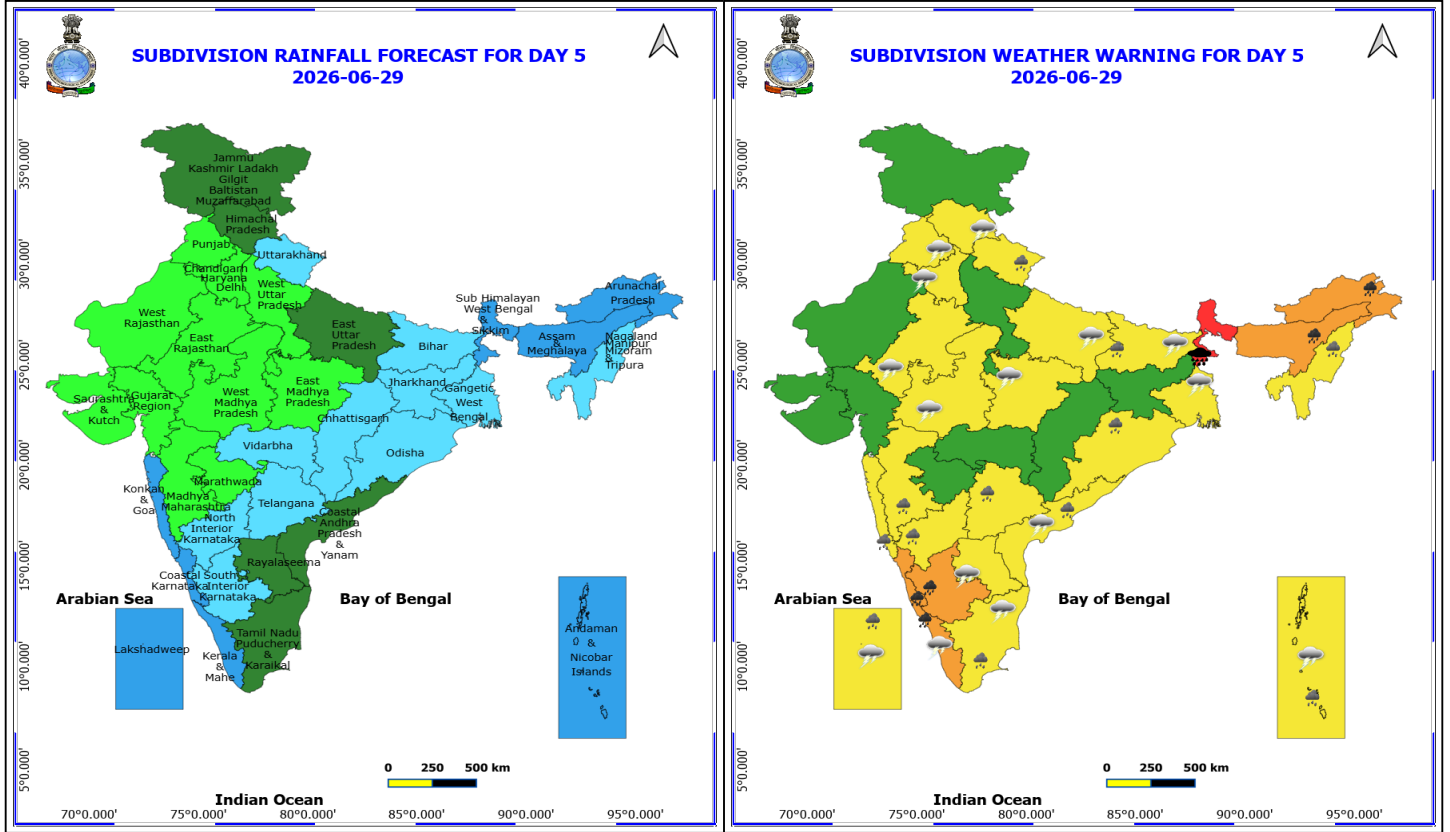 SUBDIVISION RAINFALL FORECAST FOR DAY 5
2026-06-29
40°0.000'
35°0.000'
30°0.000'
25°0.000'
20°0.000'
15°0.000'
10°0.000'
5°0.000'
Jammu
Kashmir Ladakh
Gilgit
Baltistan
Muzaffarabad
Himachal
Pradesh
Punjab
Uttarakhand
Chandigarh
Haryana
Delhi
West
Uttar
Pradesh
West
Rajasthan
East
Rajasthan
East
Uttar
Pradesh
Sub Himalayan
West Bengal
&
Sikkim
Arunachal
Pradesh
Assam
&
Meghalaya
Nagaland
Manipur
Mizoram
&
Tripura
Bihar
Jharkhand
Gangetic
West
Bengal
Saurashtra
&
Kutch
Gujarat
Region
West
Madhya
Pradesh
East
Madhya
Pradesh
Chhattisgarh
Vidarbha
Odisha
Konkan
&
Goa
Madhya
Maharashtra
Marathwada
Telangana
North
Interior
Karnataka
Coastal
Andhra
Pradesh
&
Yanam
Rayalaseema
Coastal
Karnataka
South
Interior
Karnataka
Tamil Nadu
Puducherry
&
Karaikal
Kerala
&
Mahe
Lakshadweep
Andaman
&
Nicobar
Islands
Arabian Sea
Bay of Bengal
0 250 500 km
Indian Ocean
70°0.000' 75°0.000' 80°0.000' 85°0.000' 90°0.000' 95°0.000'
SUBDIVISION WEATHER WARNING FOR DAY 5
2026-06-29
40°0.000'
35°0.000'
30°0.000'
25°0.000'
20°0.000'
15°0.000'
10°0.000'
5°0.000'
Arabian Sea
Bay of Bengal
0 250 500 km
Indian Ocean
70°0.000' 75°0.000' 80°0.000' 85°0.000' 90°0.000' 95°0.000'